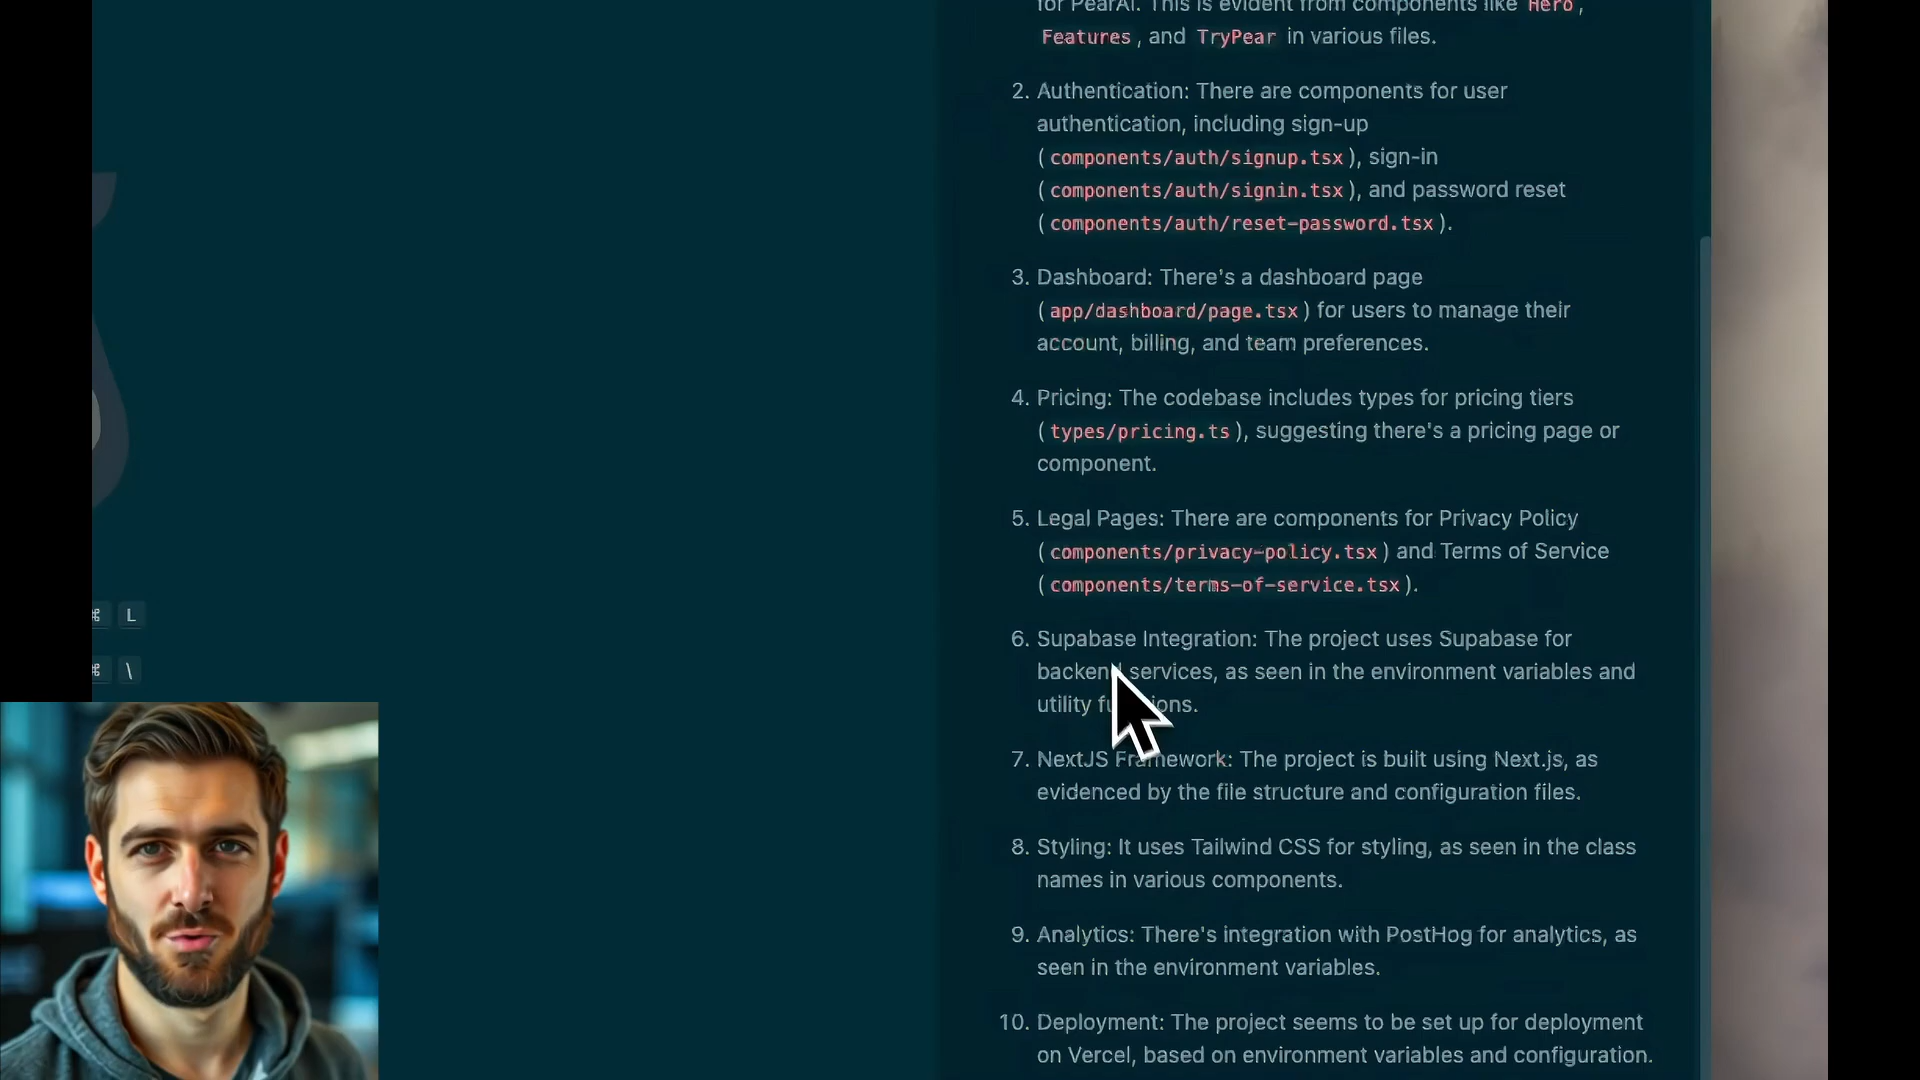 for PearAI. This is evident from components like Hero,
Features, and TryPear in various files.
2. Authentication: There are components for user
authentication, including sign-up
(components/auth/signup.tsx), sign-in
(components/auth/signin.tsx), and password reset
(components/auth/reset-password.tsx).
3. Dashboard: There's a dashboard page
(app/dashboard/page.tsx) for users to manage their
account, billing, and team preferences.
4. Pricing: The codebase includes types for pricing tiers
(types/pricing.ts), suggesting there's a pricing page or
component.
5. Legal Pages: There are components for Privacy Policy
(components/privacy-policy.tsx) and Terms of Service
(components/terms-of-service.tsx).
6. Supabase Integration: The project uses Supabase for
backend services, as seen in the environment variables and
utility
7. NextJS Framework: The project is built using Next.js, as
evidenced by the file structure and configuration files.
8. Styling: It uses Tailwind CSS for styling, as seen in the class
names in various components.
9. Analytics: There's integration with PostHog for analytics, as
seen in the environment variables.
10. Deployment: The project seems to be set up for deployment
on Vercel, based on environment variables and configuration.
⌘ L
⌘ \